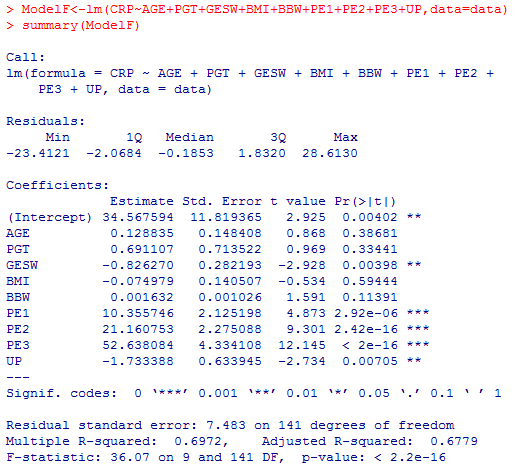 > ModelF<-lm(CRP~AGE+PGT+GESW+BMI+BBW+PE1+PE2+PE3+UP,data=data)
> summary(ModelF)
Call:
lm(formula = CRP ~ AGE + PGT + GESW + BMI + BBW + PE1 + PE2 +
PE3 + UP, data = data)
Residuals:
Min 1Q Median 3Q Max
-23.4121 -2.0684 -0.1853 1.8320 28.6130
Coefficients:
Estimate Std. Error t value Pr(>|t|)
(Intercept) 34.567594 11.819365 2.925 0.00402 **
AGE 0.128835 0.148408 0.868 0.38681
PGT 0.691107 0.713522 0.969 0.33441
GESW -0.826270 0.282193 -2.928 0.00398 **
BMI -0.074979 0.140507 -0.534 0.59444
BBW 0.001632 0.001026 1.591 0.11391
PE1 10.355746 2.125198 4.873 2.92e-06 ***
PE2 21.160753 2.275088 9.301 2.42e-16 ***
PE3 52.638084 4.334108 12.145 < 2e-16 ***
UP -1.733388 0.633945 -2.734 0.00705 **
---
Signif. codes: 0 ‘***’ 0.001 ‘**’ 0.01 ‘*’ 0.05 ‘.’ 0.1 ‘ ’ 1
Residual standard error: 7.483 on 141 degrees of freedom
Multiple R-squared: 0.6972, Adjusted R-squared: 0.6779
F-statistic: 36.07 on 9 and 141 DF, p-value: < 2.2e-16